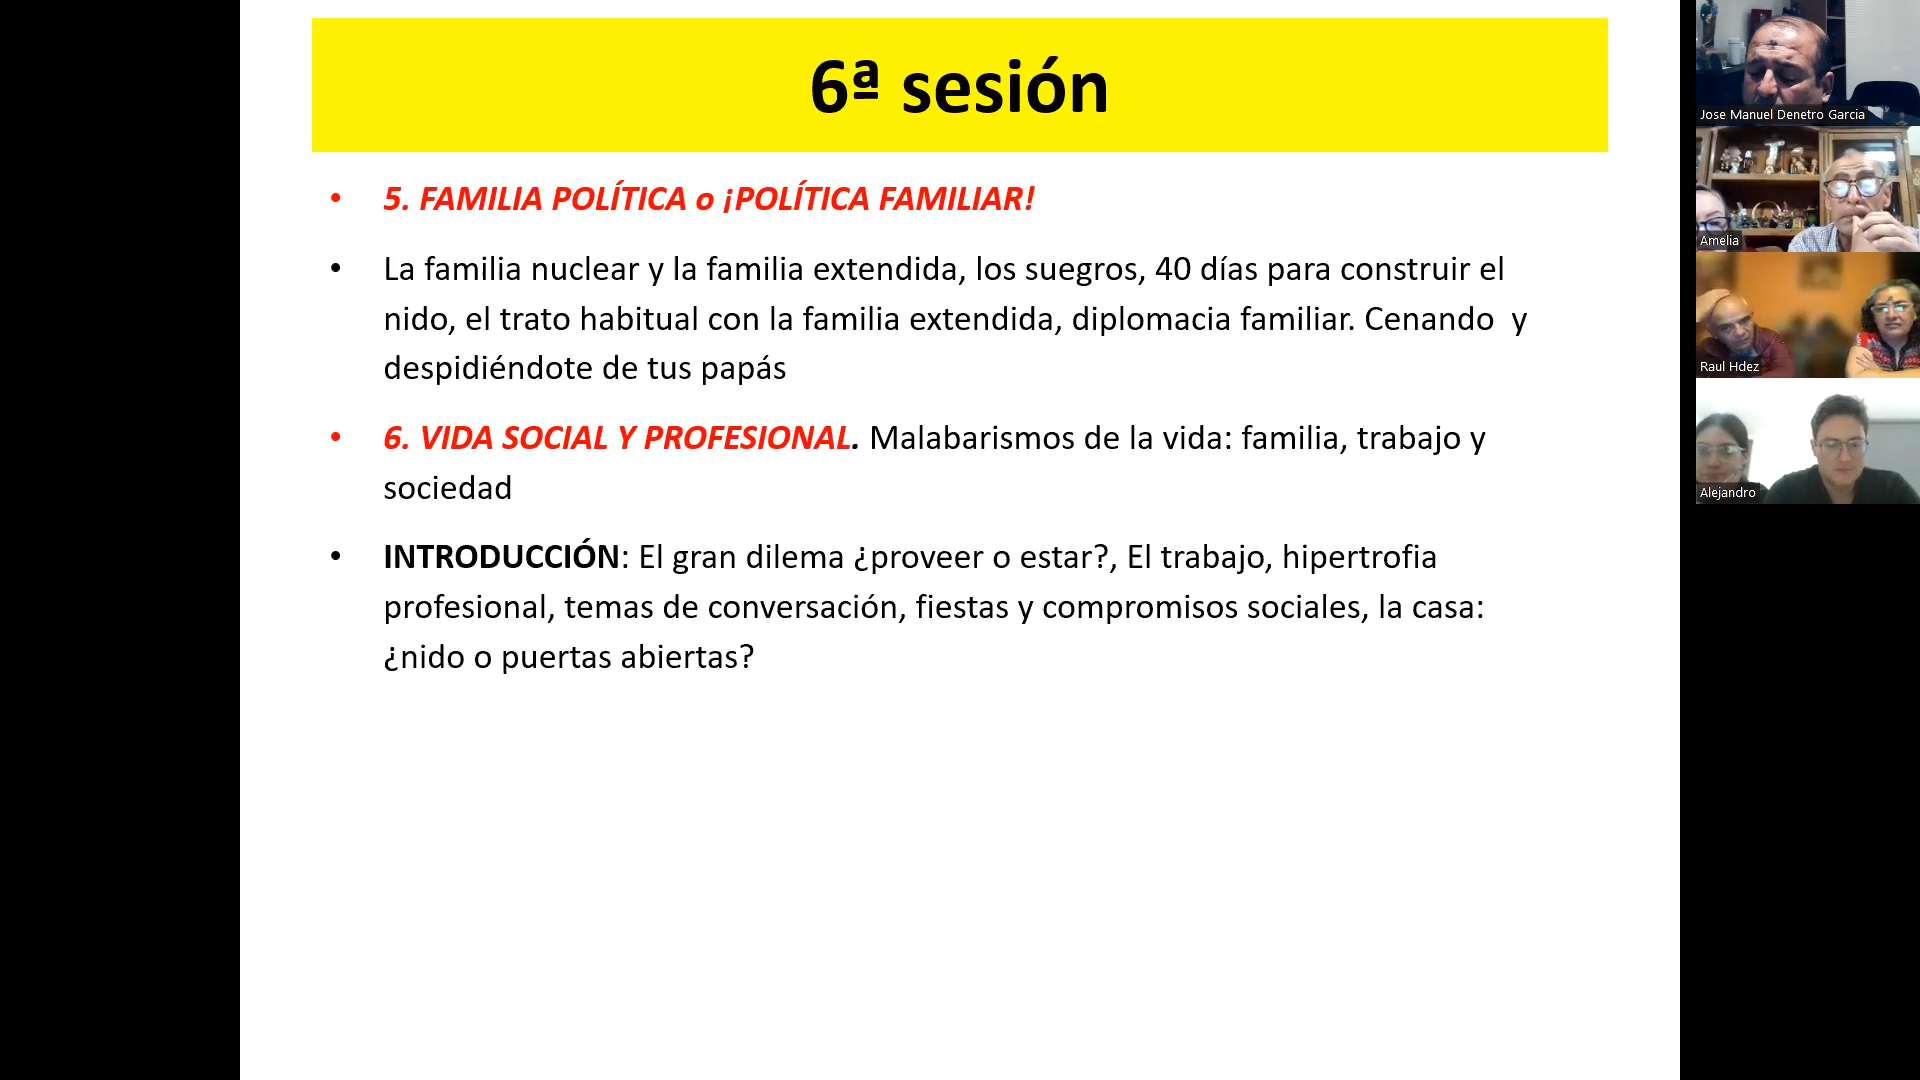 6ª sesión
• 5. FAMILIA POLÍTICA o ¡POLÍTICA FAMILIAR!
• La familia nuclear y la familia extendida, los suegros, 40 días para construir el
nido, el trato habitual con la familia extendida, diplomacia familiar. Cenando  y
despidiéndote de tus papás
• 6. VIDA SOCIAL Y PROFESIONAL. Malabarismos de la vida: familia, trabajo y
sociedad
• INTRODUCCIÓN: El gran dilema ¿proveer o estar?, El trabajo, hipertrofia
profesional, temas de conversación, fiestas y compromisos sociales, la casa:
¿nido o puertas abiertas?
Jose Manuel Denetro Garcia
Amelia
Raul Hdez
Alejandro